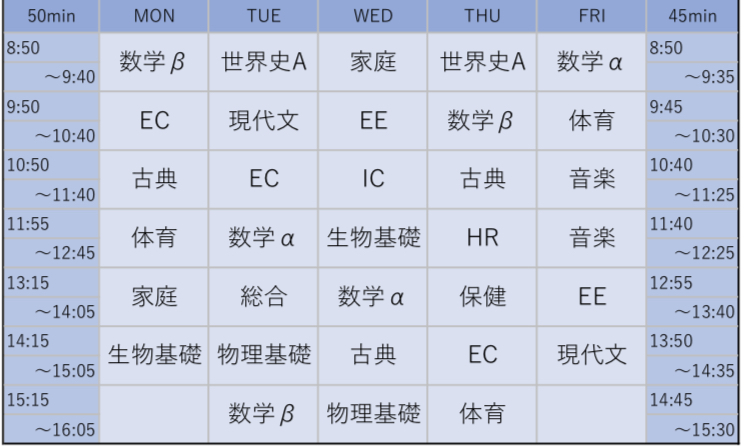 50min MON TUE WED THU FRI 45min
8:50 ～9:40 数学β 世界史A 家庭 世界史A 数学α 8:50 ～9:35
9:50 ～10:40 EC 現代文 EE 数学β 体育 9:45 ～10:30
10:50 ～11:40 古典 EC IC 古典 音楽 10:40 ～11:25
11:55 ～12:45 体育 数学α 生物基礎 HR 音楽 11:40 ～12:25
13:15 ～14:05 家庭 総合 数学α 保健 EE 12:55 ～13:40
14:15 ～15:05 生物基礎 物理基礎 古典 EC 現代文 13:50 ～14:35
15:15 ～16:05 数学β 物理基礎 体育 14:45 ～15:30